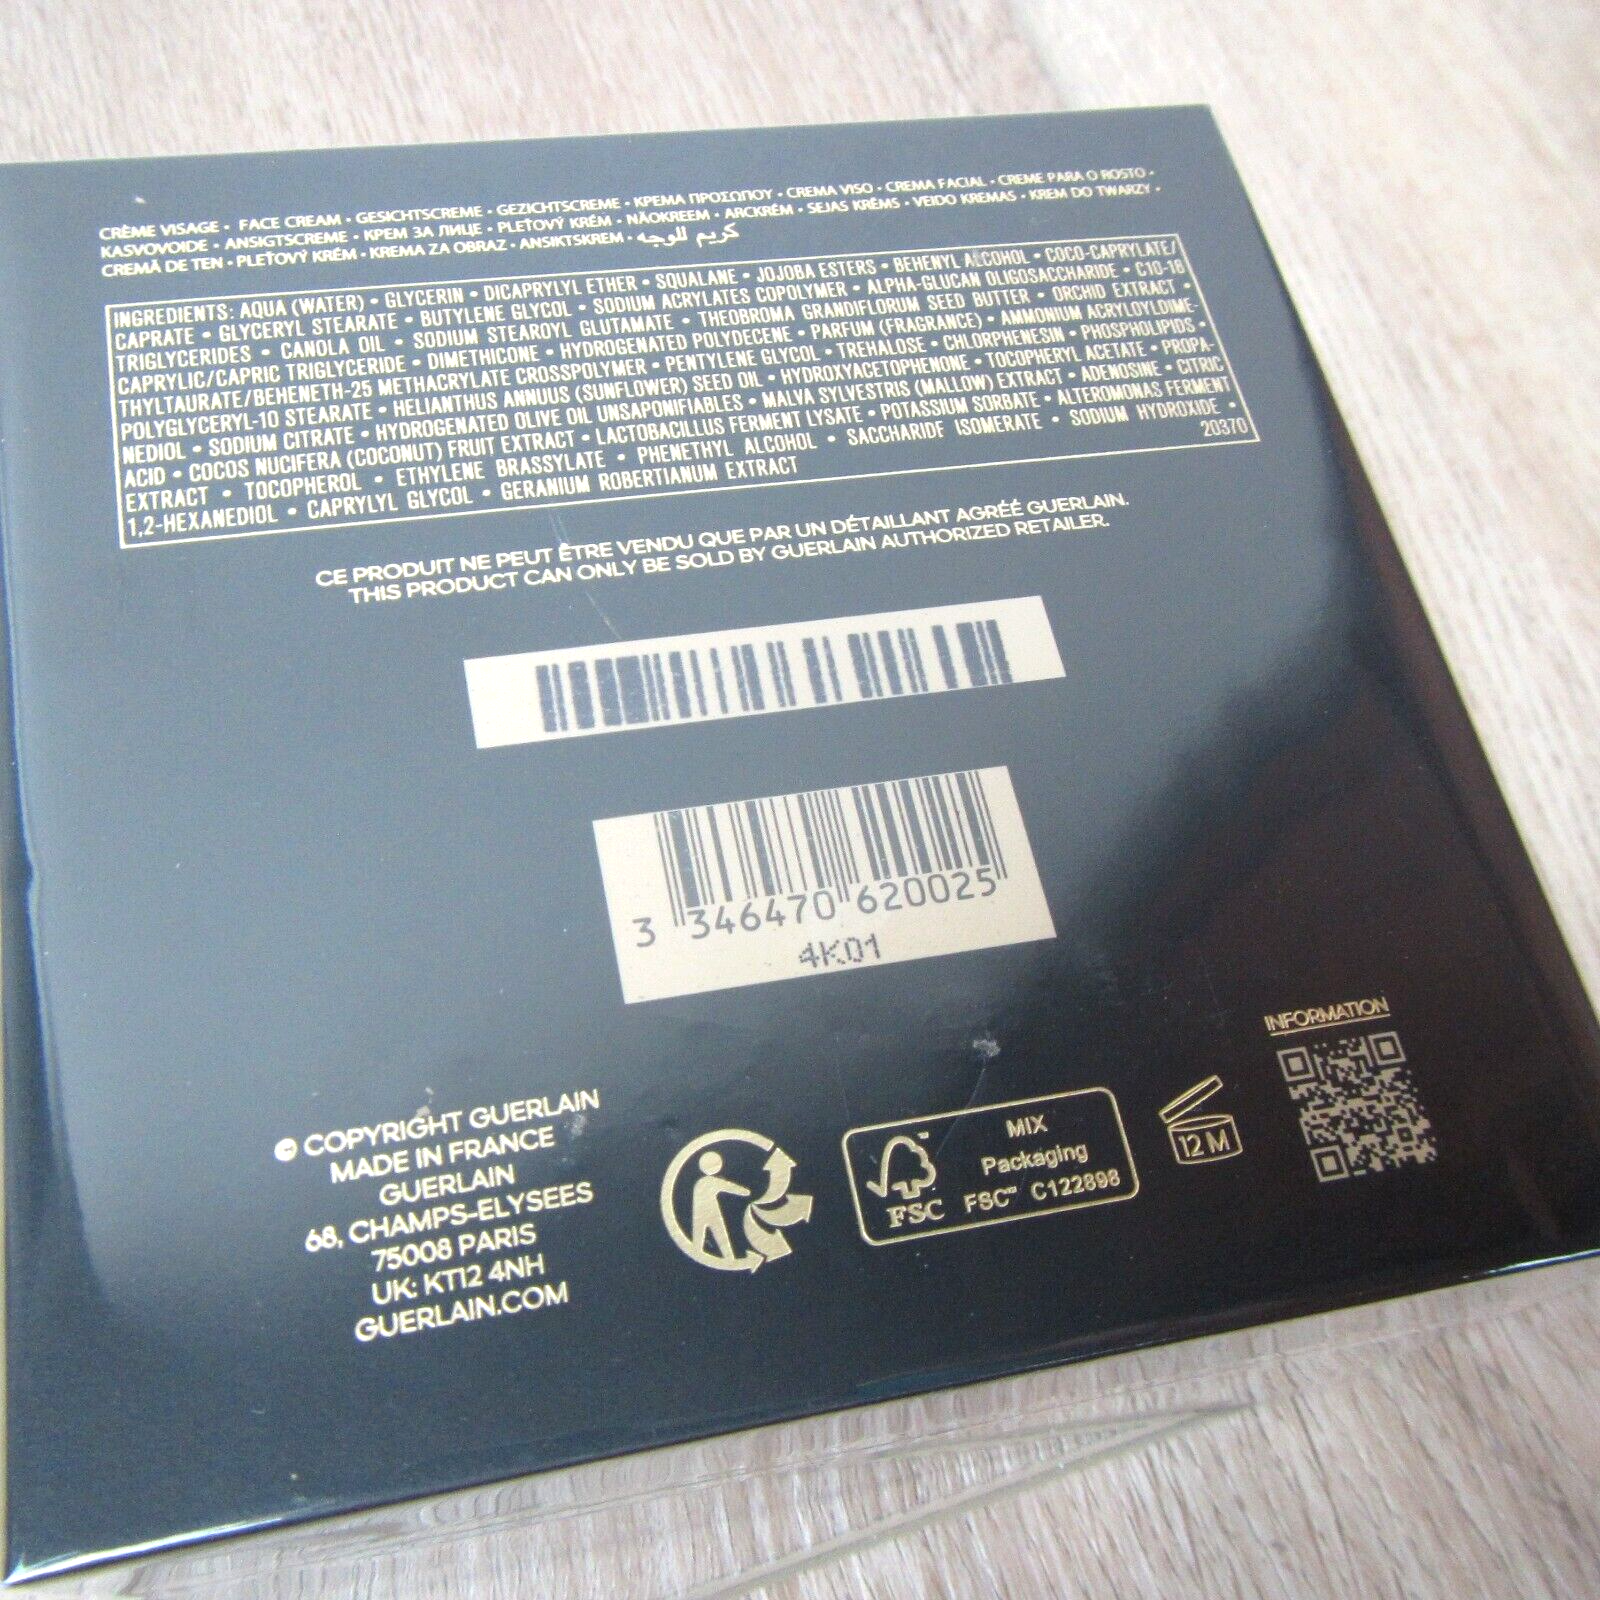 CRÈME VISAGE • FACE CREAM • GESICHTSCREME • GEZICHTSCREME • ΚΡΕΜΑ ΠΡΟΣΩΠΟΥ • CREMA VISO • CREMA FACIAL • CREME PARA O ROSTO •
KASVOVOIDE • ANSIGTSCREME • КРЕМ ЗА ЛИЦЕ • PLEŤOVÝ KRÉM • NÄOKREEM • ARCKRÉM • SEJAS KRĒMS • VEIDO KREMAS • KREM DO TWARZY •
CREMĂ DE TEN • PLEŤOVÝ KRÉM • KREMA ZA OBRAZ • ANSIKTSKREM • كريم للوجه
INGREDIENTS: AQUA (WATER) • GLYCERIN • DICAPRYLYL ETHER • SQUALANE • JOJOBA ESTERS • BEHENYL ALCOHOL • COCO-CAPRYLATE/
CAPRATE • GLYCERYL STEARATE • BUTYLENE GLYCOL • SODIUM ACRYLATES COPOLYMER • ALPHA-GLUCAN OLIGOSACCHARIDE • C10-18
TRIGLYCERIDES • CANOLA OIL • SODIUM STEAROYL GLUTAMATE • THEOBROMA GRANDIFLORUM SEED BUTTER • ORCHID EXTRACT •
CAPRYLIC/CAPRIC TRIGLYCERIDE • DIMETHICONE • HYDROGENATED POLYDECENE • PARFUM (FRAGRANCE) • AMMONIUM ACRYLOYLDIME-
THYLTAURATE/BEHENETH-25 METHACRYLATE CROSSPOLYMER • PENTYLENE GLYCOL • TREHALOSE • CHLORPHENESIN • PHOSPHOLIPIDS •
POLYGLYCERYL-10 STEARATE • HELIANTHUS ANNUUS (SUNFLOWER) SEED OIL • HYDROXYACETOPHENONE • TOCOPHERYL ACETATE • PROPA-
NEDIOL • SODIUM CITRATE • HYDROGENATED OLIVE OIL UNSAPONIFIABLES • MALVA SYLVESTRIS (MALLOW) EXTRACT • ADENOSINE • CITRIC
ACID • COCOS NUCIFERA (COCONUT) FRUIT EXTRACT • LACTOBACILLUS FERMENT LYSATE • POTASSIUM SORBATE • ALTEROMONAS FERMENT
EXTRACT • TOCOPHEROL • ETHYLENE BRASSYLATE • PHENETHYL ALCOHOL • SACCHARIDE ISOMERATE • SODIUM HYDROXIDE •
1,2-HEXANEDIOL • CAPRYLYL GLYCOL • GERANIUM ROBERTIANUM EXTRACT 20370
CE PRODUIT NE PEUT ÊTRE VENDU QUE PAR UN DÉTAILLANT AGRÉÉ GUERLAIN.
THIS PRODUCT CAN ONLY BE SOLD BY GUERLAIN AUTHORIZED RETAILER.
3 346470 620025
4K01
INFORMATION
© COPYRIGHT GUERLAIN
MADE IN FRANCE
GUERLAIN
68, CHAMPS-ELYSEES
75008 PARIS
UK: KT12 4NH
GUERLAIN.COM
FSC™
MIX
Packaging
FSC™ C122898
12 M